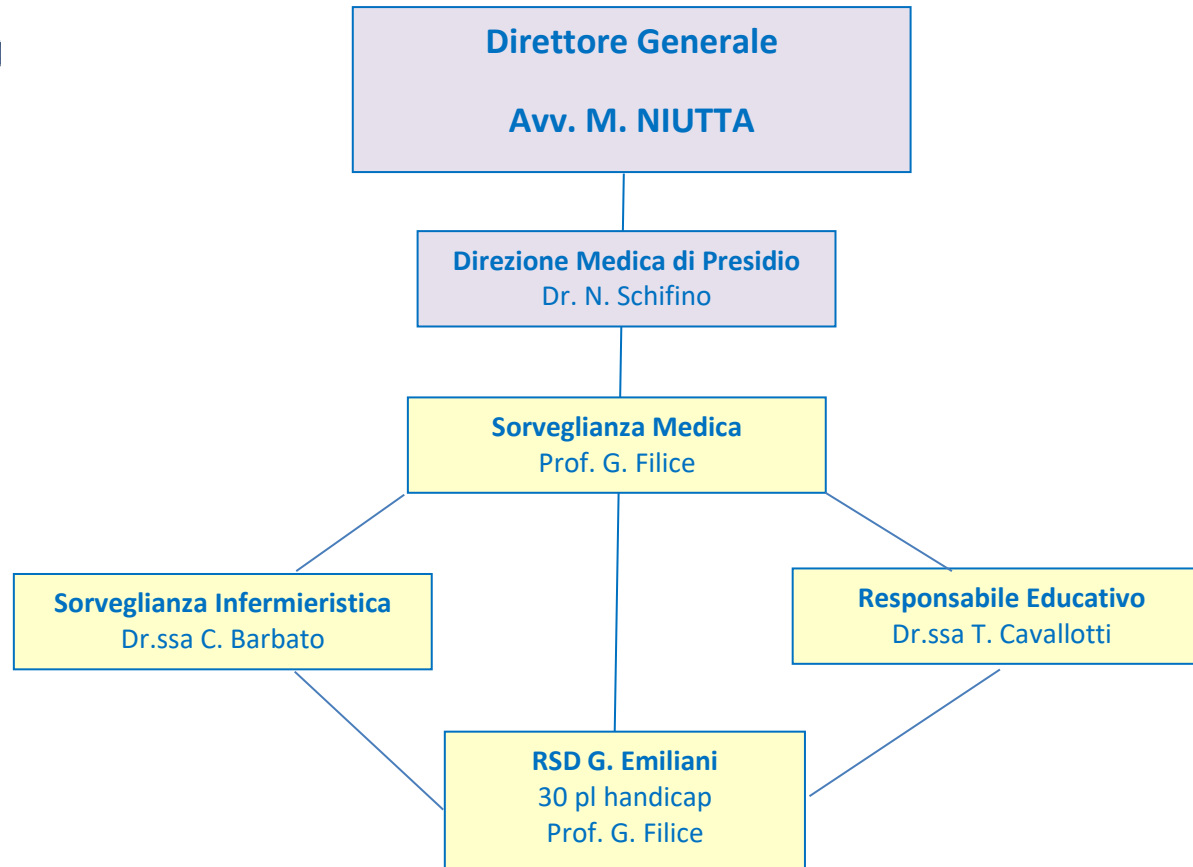 Direttore Generale
Avv. M. NIUTTA
Direzione Medica di Presidio
Dr. N. Schifino
Sorveglianza Medica
Prof. G. Filice
Sorveglianza Infermieristica
Dr.ssa C. Barbato
Responsabile Educativo
Dr.ssa T. Cavallotti
RSD G. Emiliani
30 pl handicap
Prof. G. Filice